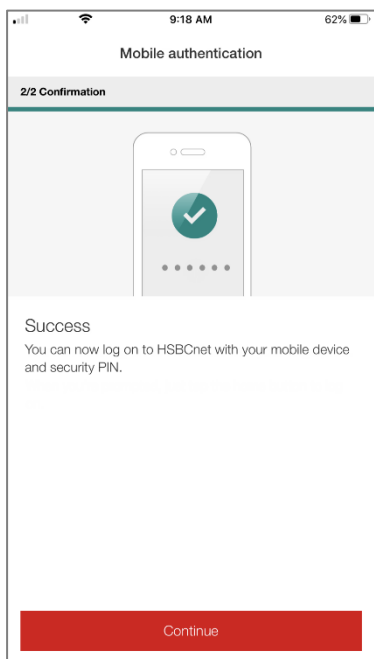 9:18 AM
62%
Mobile authentication
2/2 Confirmation
Success
You can now log on to HSBCnet with your mobile device
and security PIN.
Continue